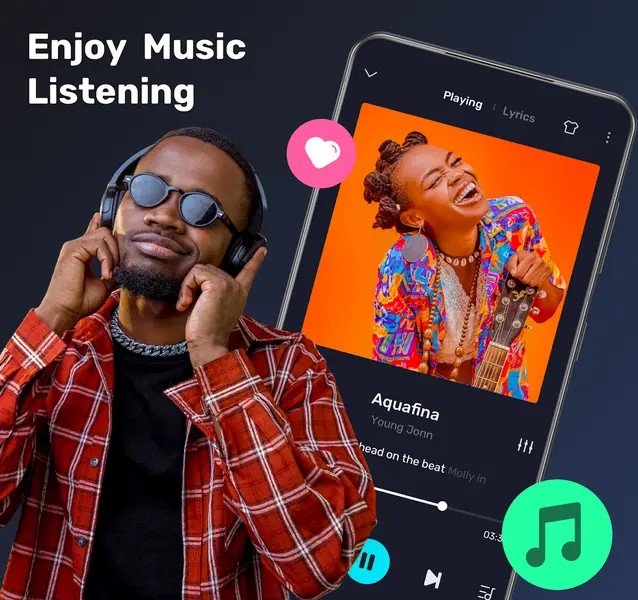 Enjoy Music
Listening
Playing | Lyrics
Aquafina
Young Jonn
head on the beat Molly in